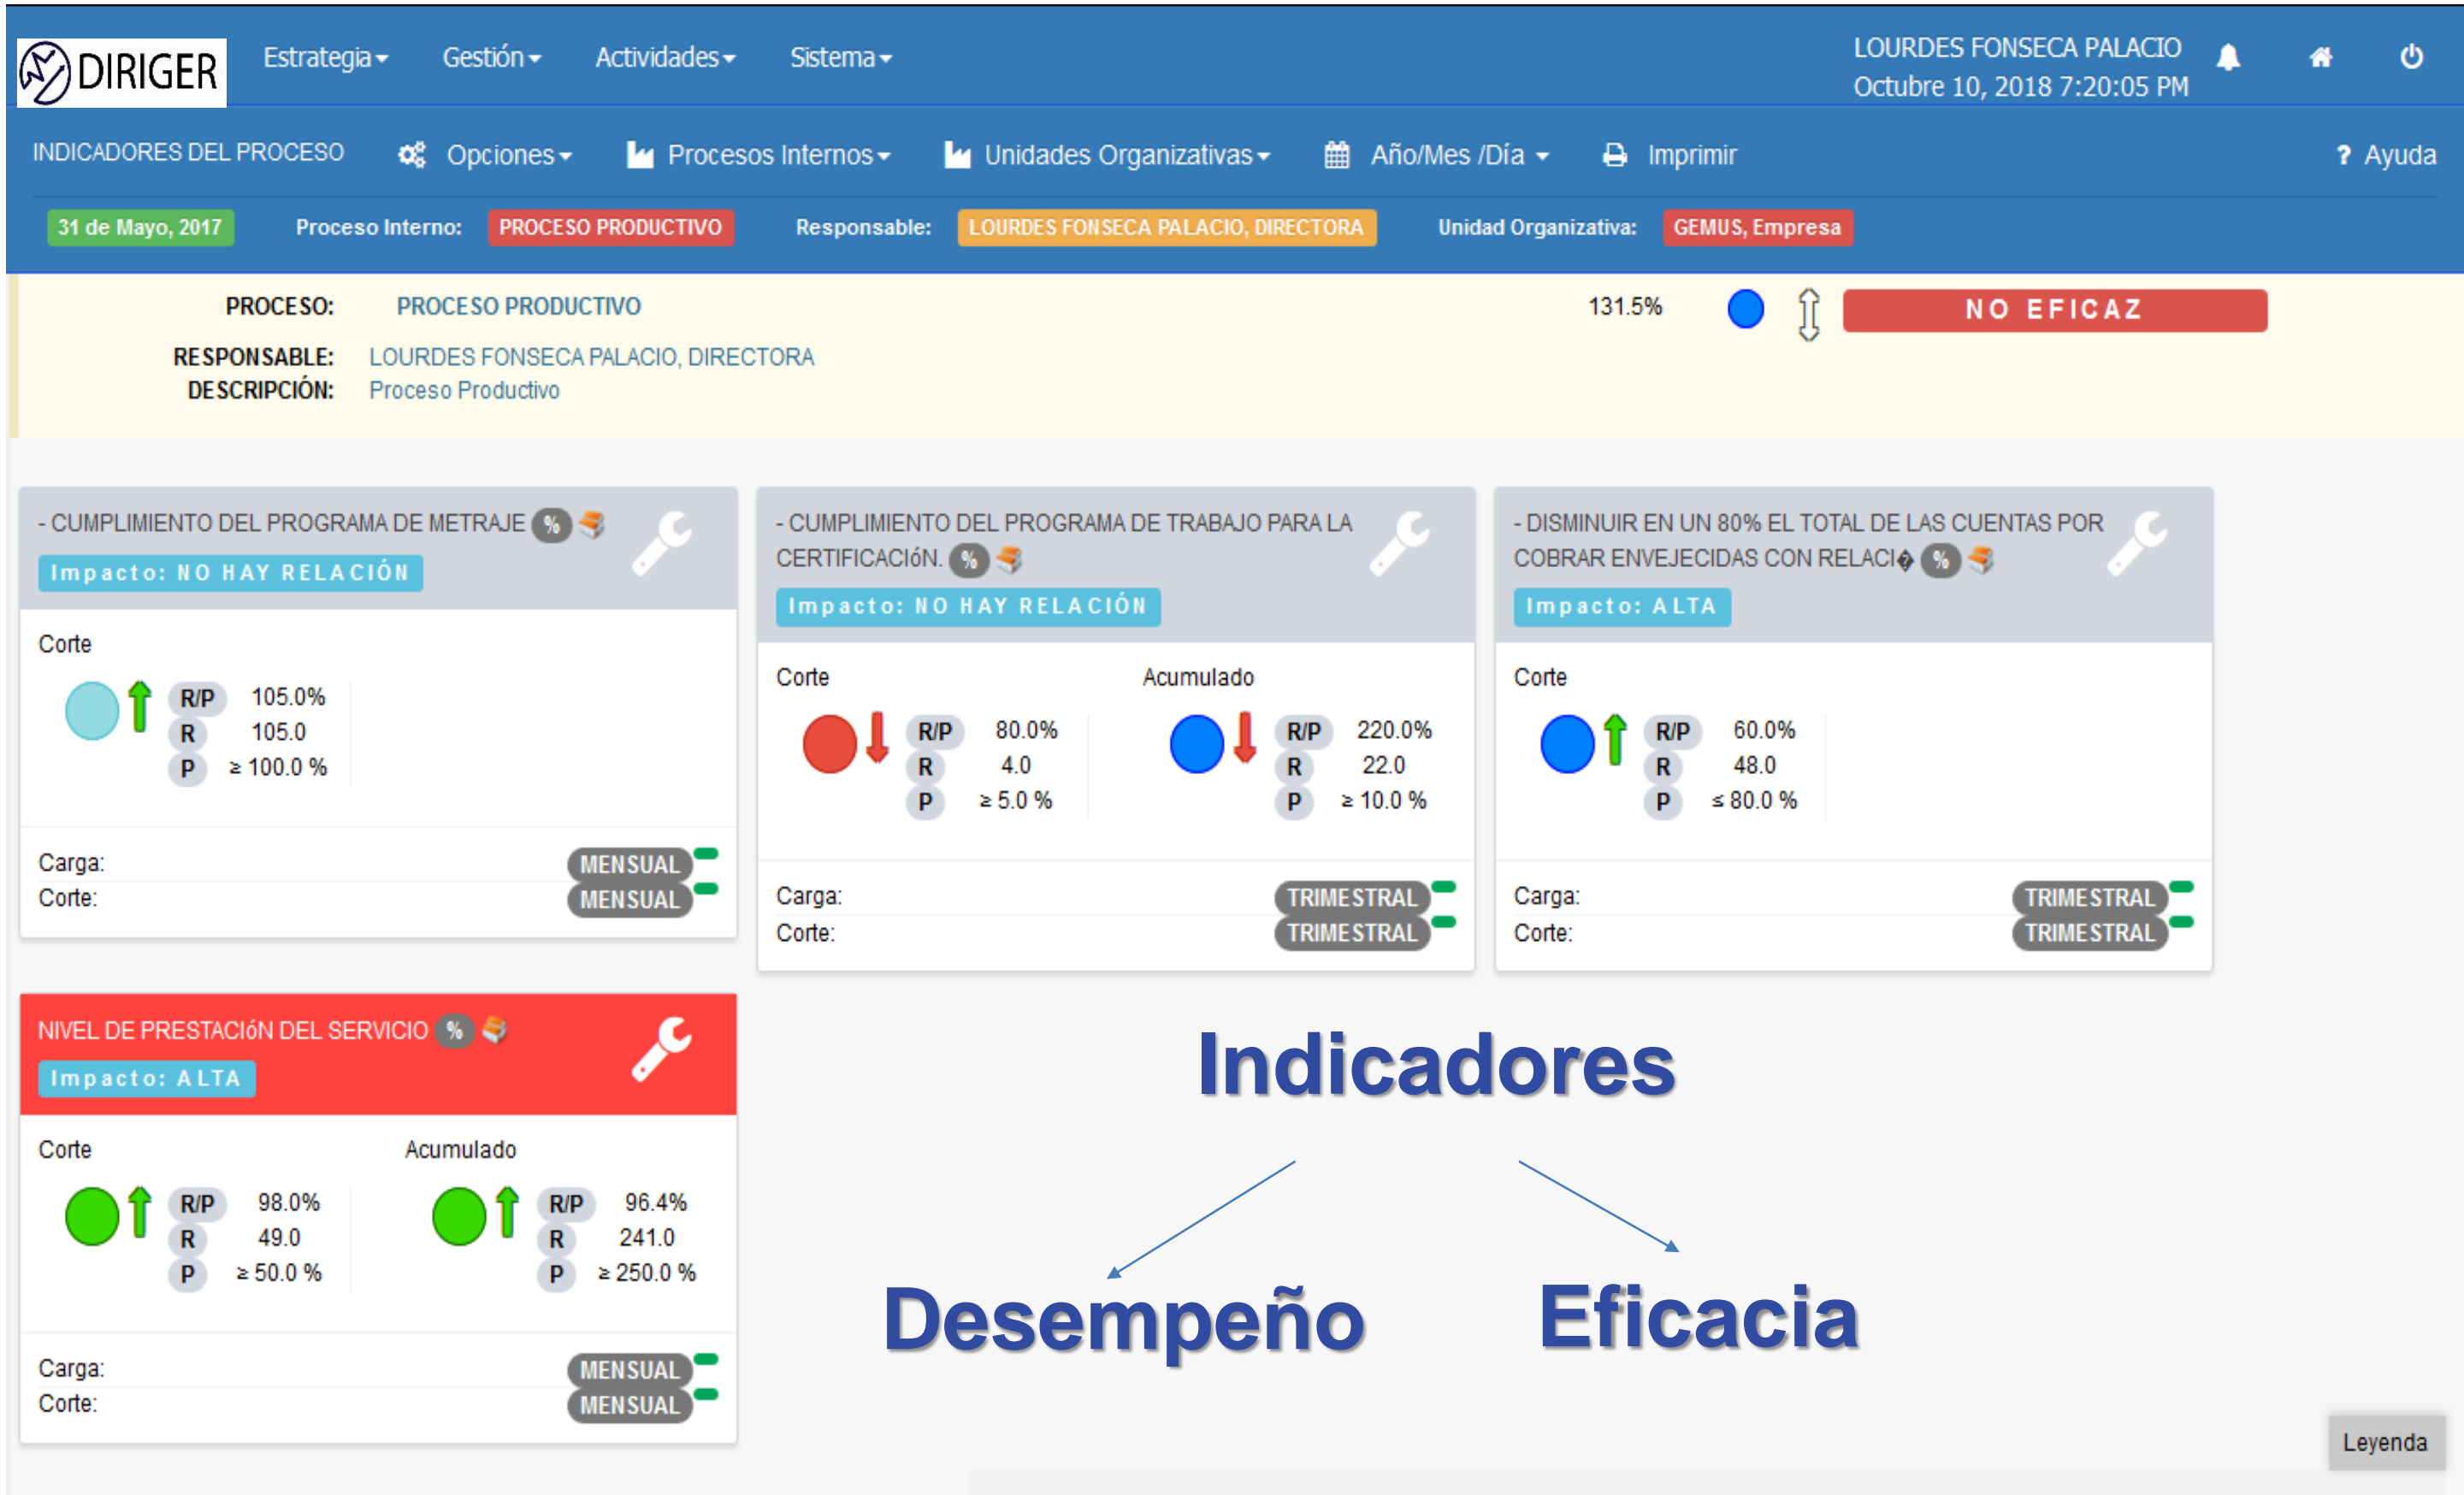 DIRIGER
Estrategia
Gestión
Actividades
Sistema
LOURDES FONSECA PALACIO
Octubre 10, 2018 7:20:05 PM
INDICADORES DEL PROCESO
Opciones
Procesos Internos
Unidades Organizativas
Año/Mes /Día
Imprimir
? Ayuda
31 de Mayo, 2017
Proceso Interno: PROCESO PRODUCTIVO
Responsable: LOURDES FONSECA PALACIO, DIRECTORA
Unidad Organizativa: GEMUS, Empresa
PROCESO: PROCESO PRODUCTIVO
131.5%
NO EFICAZ
RESPONSABLE: LOURDES FONSECA PALACIO, DIRECTORA
DESCRIPCIÓN: Proceso Productivo
- CUMPLIMIENTO DEL PROGRAMA DE METRAJE %
Impacto: NO HAY RELACIÓN
Corte
R/P 105.0%
R 105.0
P ≥ 100.0 %
Carga: MENSUAL
Corte: MENSUAL
- CUMPLIMIENTO DEL PROGRAMA DE TRABAJO PARA LA
CERTIFICACIóN. %
Impacto: NO HAY RELACIÓN
Corte
R/P 80.0%
R 4.0
P ≥ 5.0 %
Acumulado
R/P 220.0%
R 22.0
P ≥ 10.0 %
Carga: TRIMESTRAL
Corte: TRIMESTRAL
- DISMINUIR EN UN 80% EL TOTAL DE LAS CUENTAS POR
COBRAR ENVEJECIDAS CON RELACI� %
Impacto: ALTA
Corte
R/P 60.0%
R 48.0
P ≤ 80.0 %
Carga: TRIMESTRAL
Corte: TRIMESTRAL
NIVEL DE PRESTACIóN DEL SERVICIO %
Impacto: ALTA
Corte
R/P 98.0%
R 49.0
P ≥ 50.0 %
Acumulado
R/P 96.4%
R 241.0
P ≥ 250.0 %
Carga: MENSUAL
Corte: MENSUAL
Indicadores
Desempeño
Eficacia
Leyenda